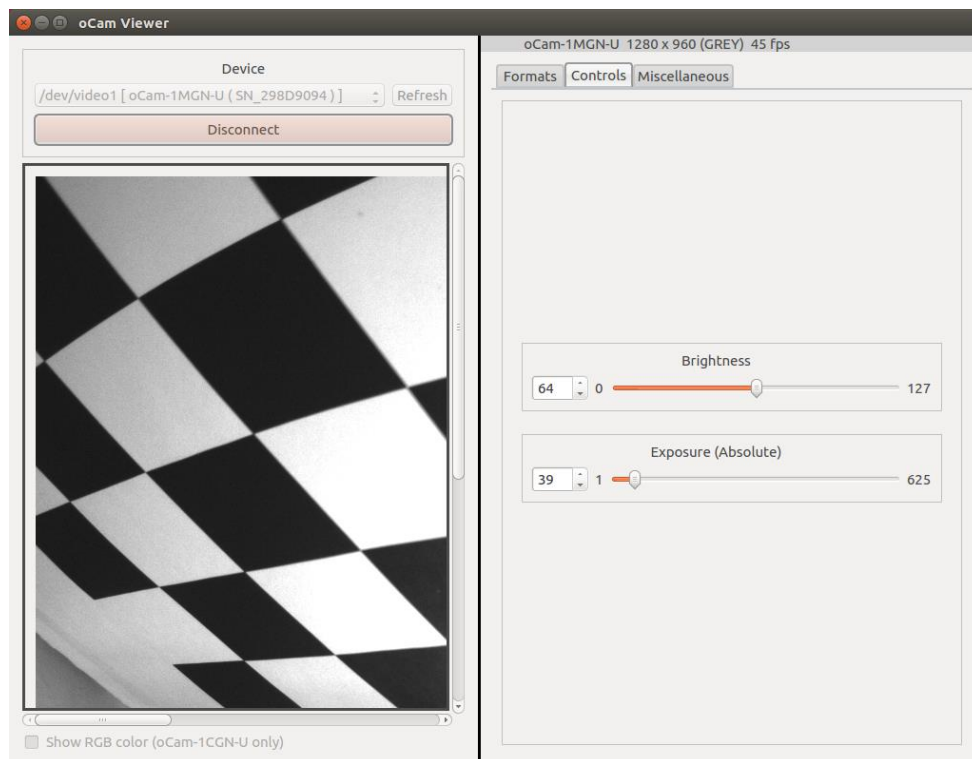 oCam Viewer
Device
/dev/video1 [ oCam-1MGN-U ( SN_298D9094 ) ]
Refresh
Disconnect
Show RGB color (oCam-1CGN-U only)
oCam-1MGN-U 1280 x 960 (GREY) 45 fps
Formats Controls Miscellaneous
Brightness
64 0 127
Exposure (Absolute)
39 1 625